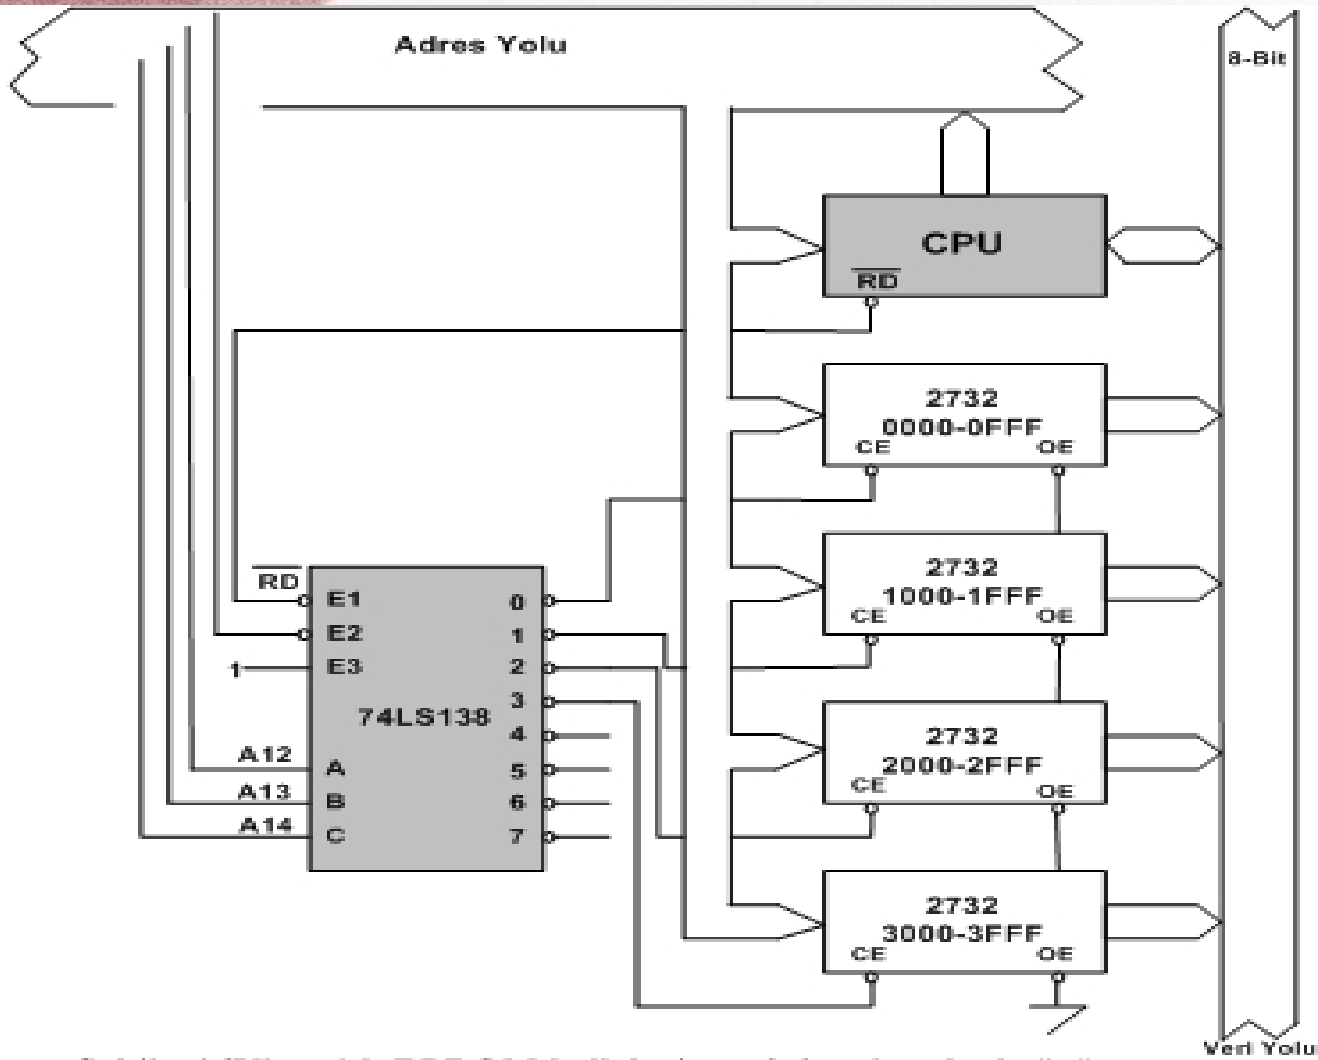 Adres Yolu
8-Bit
CPU
RD
2732
0000-0FFF
CE OE
2732
1000-1FFF
CE OE
2732
2000-2FFF
CE OE
2732
3000-3FFF
CE OE
RD
E1 0
E2 1
1 E3 2
3
74LS138
4
A12 A 5
A13 B 6
A14 C 7
Veri Yolu